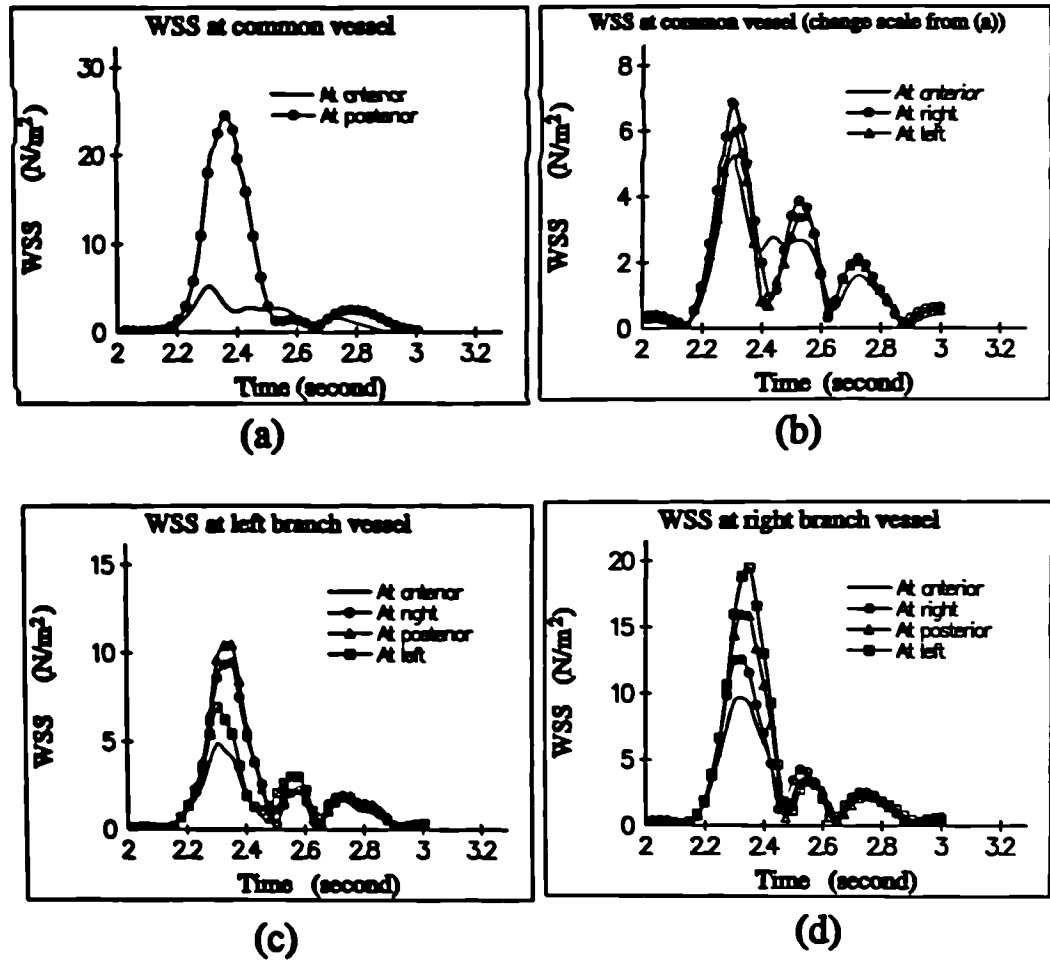 WSS at common vessel
WSS (N/m²)
30
20
10
0
At anterior
At posterior
2 2.2 2.4 2.6 2.8 3 3.2
Time (second)
(a)
WSS at common vessel (change scale from (a))
WSS (N/m²)
8
6
4
2
0
At anterior
At right
At left
2 2.2 2.4 2.6 2.8 3 3.2
Time (second)
(b)
WSS at left branch vessel
WSS (N/m²)
15
10
5
0
At anterior
At right
At posterior
At left
2 2.2 2.4 2.6 2.8 3 3.2
Time (second)
(c)
WSS at right branch vessel
WSS (N/m²)
20
15
10
5
0
At anterior
At right
At posterior
At left
2 2.2 2.4 2.6 2.8 3 3.2
Time (second)
(d)